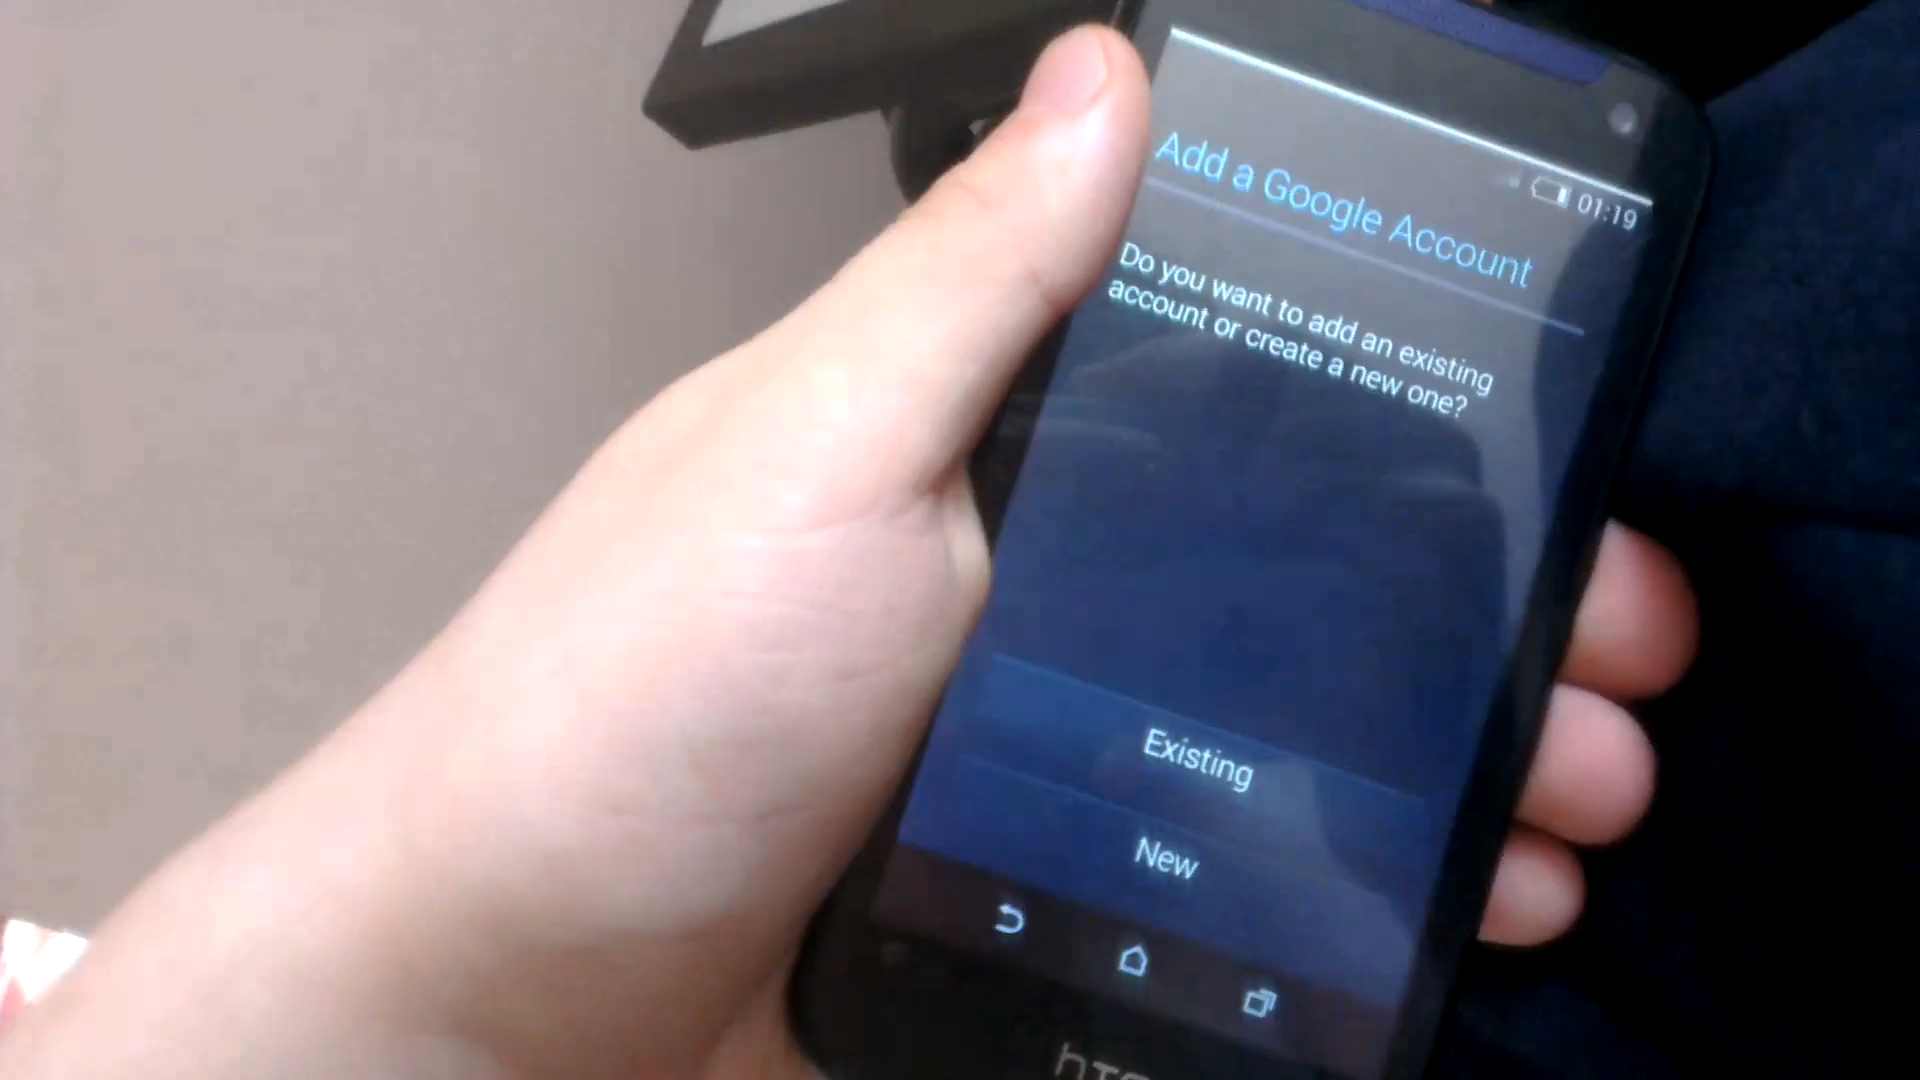 01:19
Add a Google Account
Do you want to add an existing
account or create a new one?
Existing
New
hTC